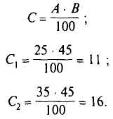 C = A · B / 100 ;
C₁ = 25 · 45 / 100 = 11 ;
C₂ = 35 · 45 / 100 = 16.